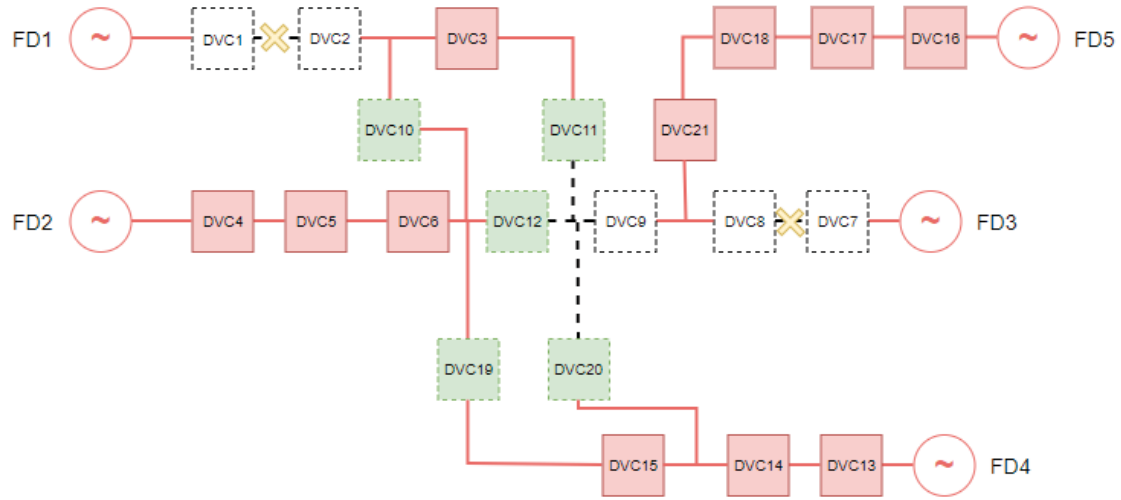 FD1
~
DVC1
DVC2
DVC3
DVC18
DVC17
DVC16
~
FD5
DVC10
DVC11
DVC21
FD2
~
DVC4
DVC5
DVC6
DVC12
DVC9
DVC8
DVC7
~
FD3
DVC19
DVC20
DVC15
DVC14
DVC13
~
FD4